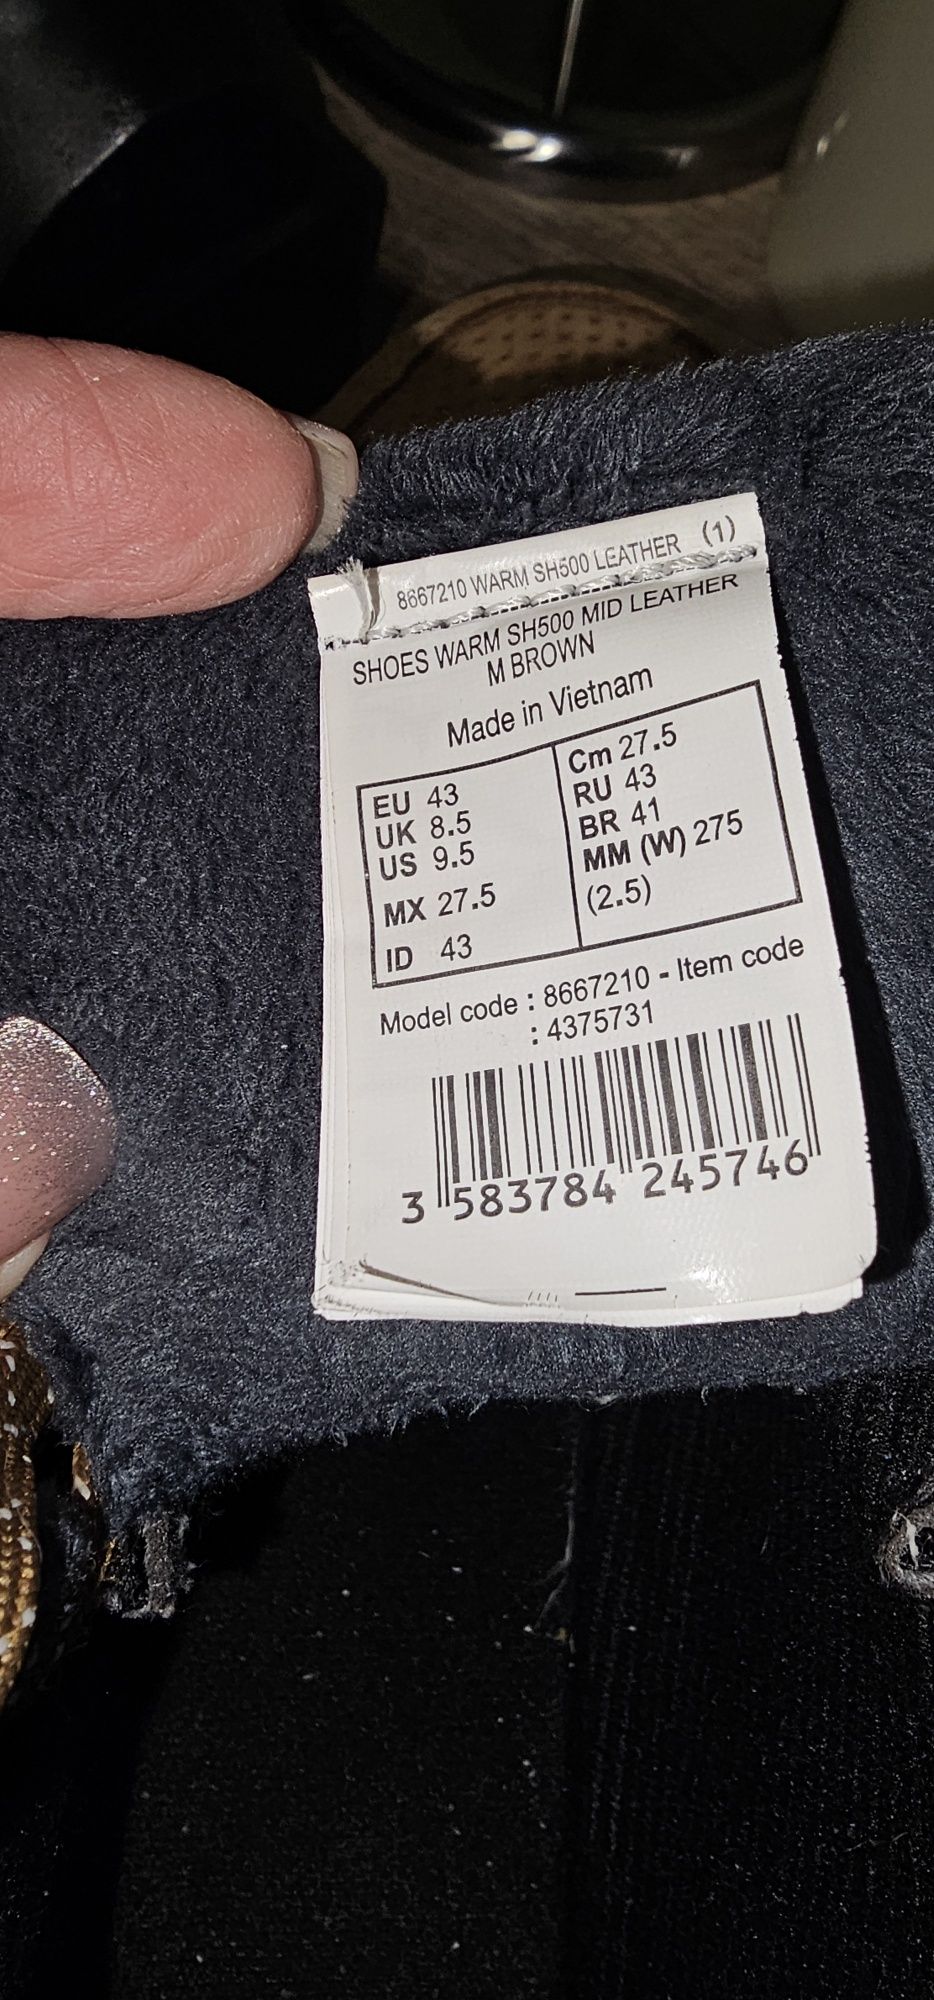 8667210 WARM SH500 LEATHER (1)
SHOES WARM SH500 MID LEATHER
M BROWN
Made in Vietnam
EU 43
UK 8.5
US 9.5
MX 27.5
ID 43
Cm 27.5
RU 43
BR 41
MM (W) 275
(2.5)
Model code : 8667210 - Item code
: 4375731
3 583784 245746